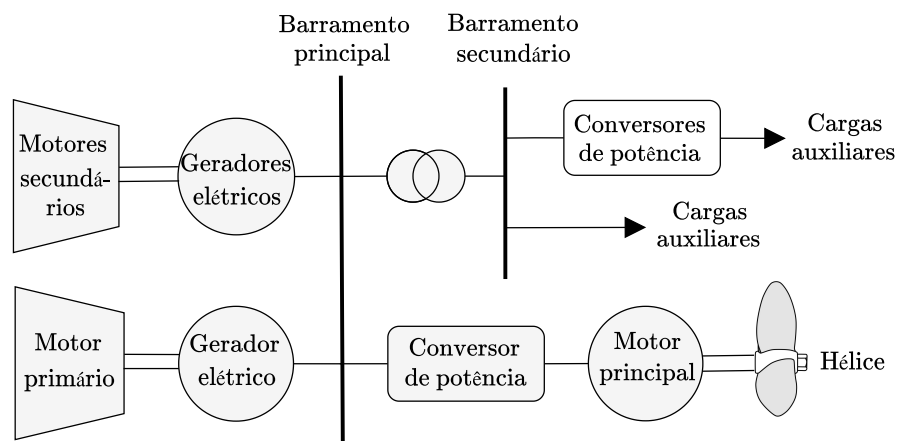 Barramento
principal
Barramento
secundário
Motores
secundá-
rios
Geradores
elétricos
Conversores
de potência
Cargas
auxiliares
Cargas
auxiliares
Motor
primário
Gerador
elétrico
Conversor
de potência
Motor
principal
Hélice